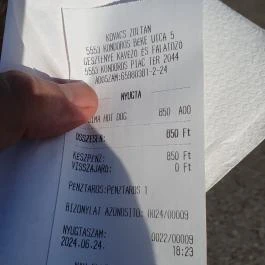 KOVACS ZOLTAN
5553 KONDOROS BEKE UTCA 5
GESZTENYE KAVEZO ES FALATOZO
5553 KONDOROS PIAC TER 2044
ADOSZAM:65980381-2-24
NYUGTA
HOT DOG 850 A00
OSSZESEN: 850 Ft
KESZPENZ: 850 Ft
VISSZAJARO: 0 Ft
PENZTAROS:PENZTAROS 1
BIZONYLAT AZONOSITO: 0024/00009
NYUGTASZAM: 0022/00009
2024.06.24. 18:23